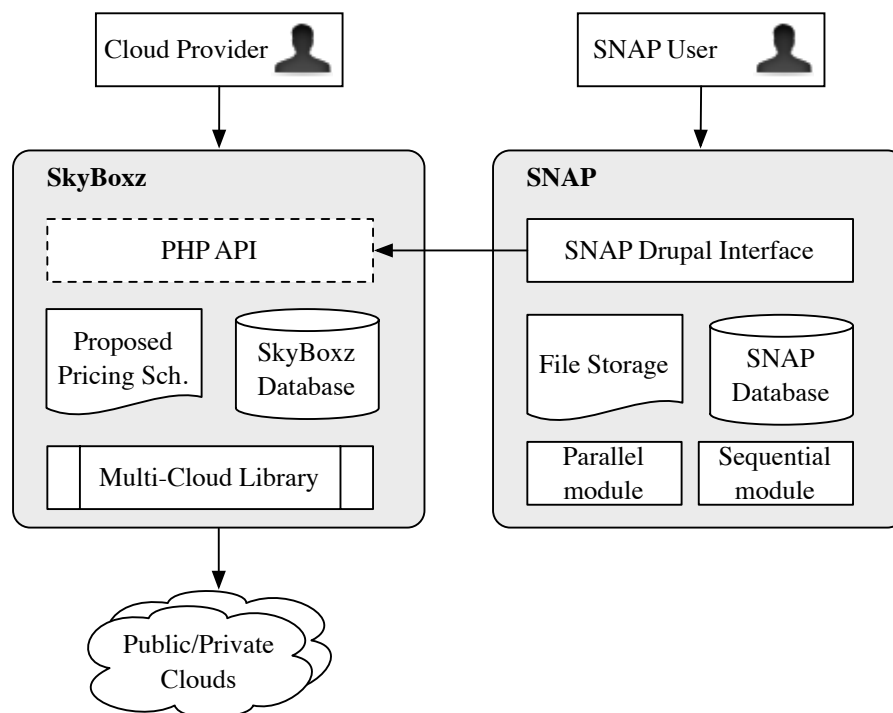 Cloud Provider
SNAP User
SkyBoxz
PHP API
Proposed
Pricing Sch.
SkyBoxz
Database
Multi-Cloud Library
SNAP
SNAP Drupal Interface
File Storage
SNAP
Database
Parallel
module
Sequential
module
Public/Private
Clouds